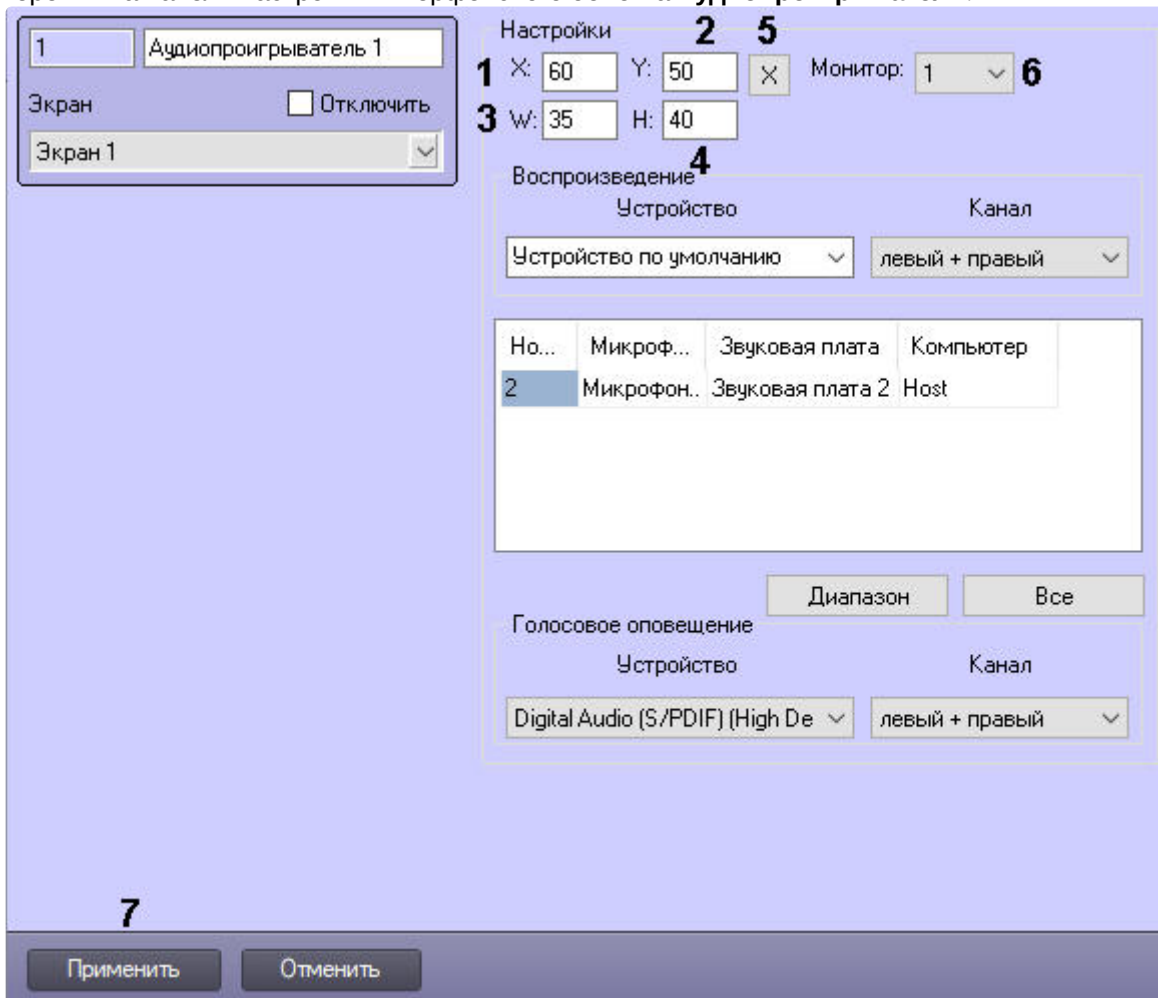 1 Аудиопроигрыватель 1
Экран Отключить
Экран 1
Настройки 2 5
1 X: 60 Y: 50 X Монитор: 1 6
3 W: 35 H: 40
4
Воспроизведение
Устройство Канал
Устройство по умолчанию левый + правый
Но... Микроф... Звуковая плата Компьютер
2 Микрофон.. Звуковая плата 2 Host
Диапазон Все
Голосовое оповещение
Устройство Канал
Digital Audio (S/PDIF) (High De левый + правый
7
Применить Отменить